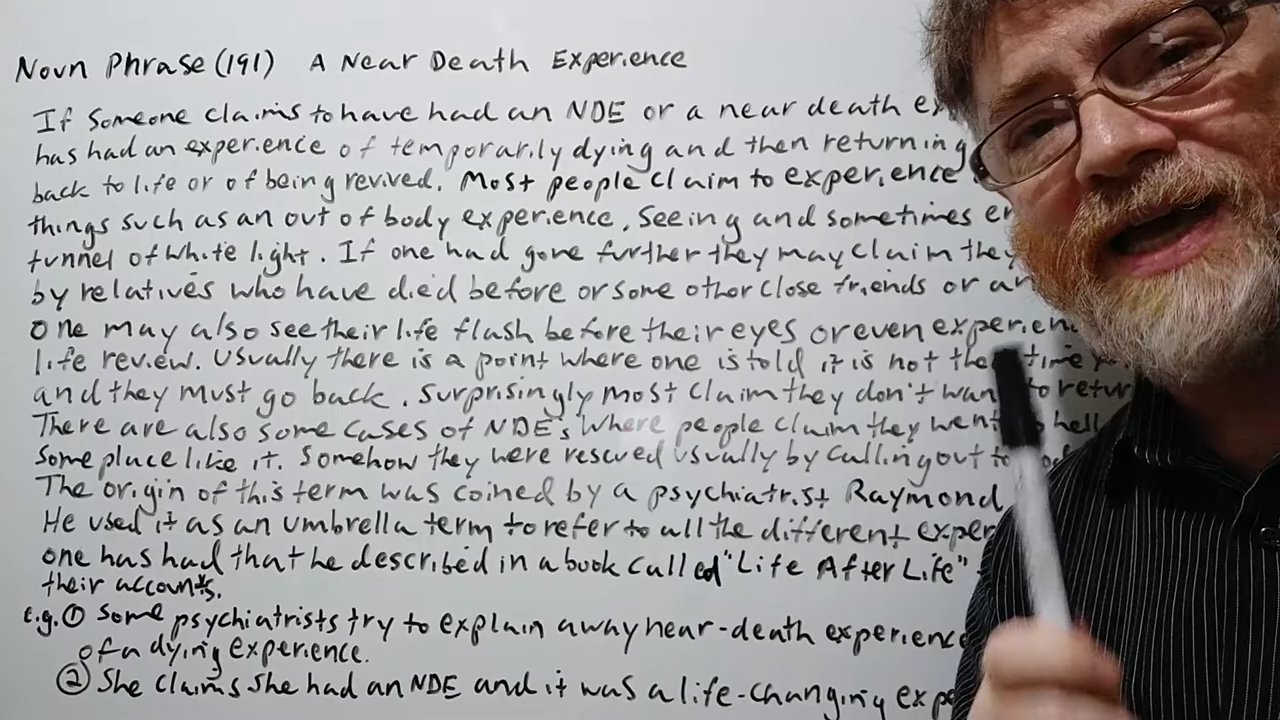 Noun Phrase (191) A Near Death Experience
If someone claims to have had an NDE or a near death
has had an experience of temporarily dying and then returning
back to life or of being revived. Most people claim to experience
things such as an out of body experience, seeing and sometimes
tunnel of white light. If one had gone further they may claim they
by relatives who have died before or some other close friends or
one may also see their life flash before their eyes or even
life review. Usually there is a point where one is told it is not the time
and they must go back. Surprisingly most claim they don't want to
There are also some cases of NDE's where people claim they went hell
some place like it. Somehow they were rescued usually by calling out to
The origin of this term was coined by a psychiatrist Raymond
He used it as an umbrella term to refer to all the different
one has had that he described in a book called "Life After Life"
their accounts.
E.g. ① Some psychiatrists try to explain away near-death
of a dying experience.
② She claims she had an NDE and it was a life-changing